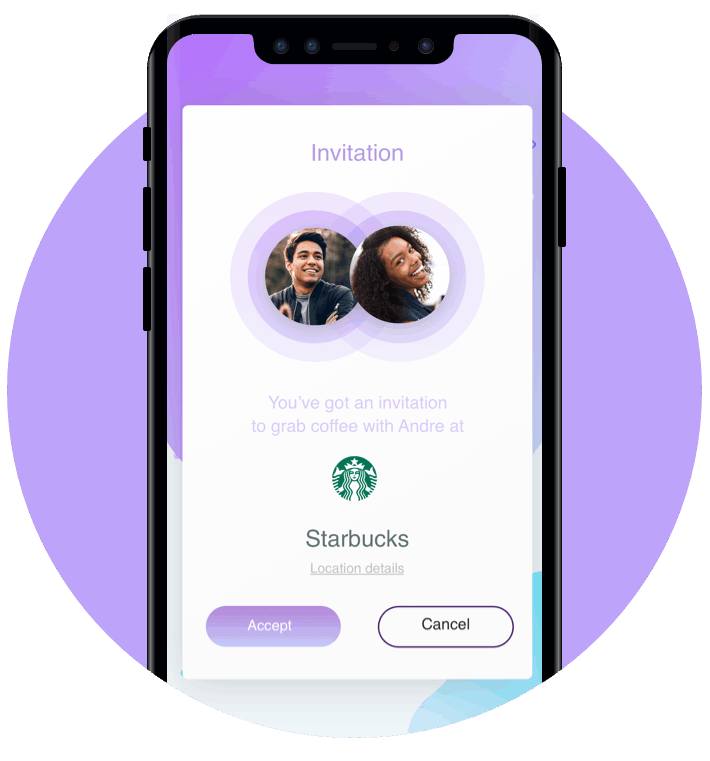 Invitation
You’ve got an invitation
to grab coffee with Andre at
Starbucks
Location details
Accept
Cancel